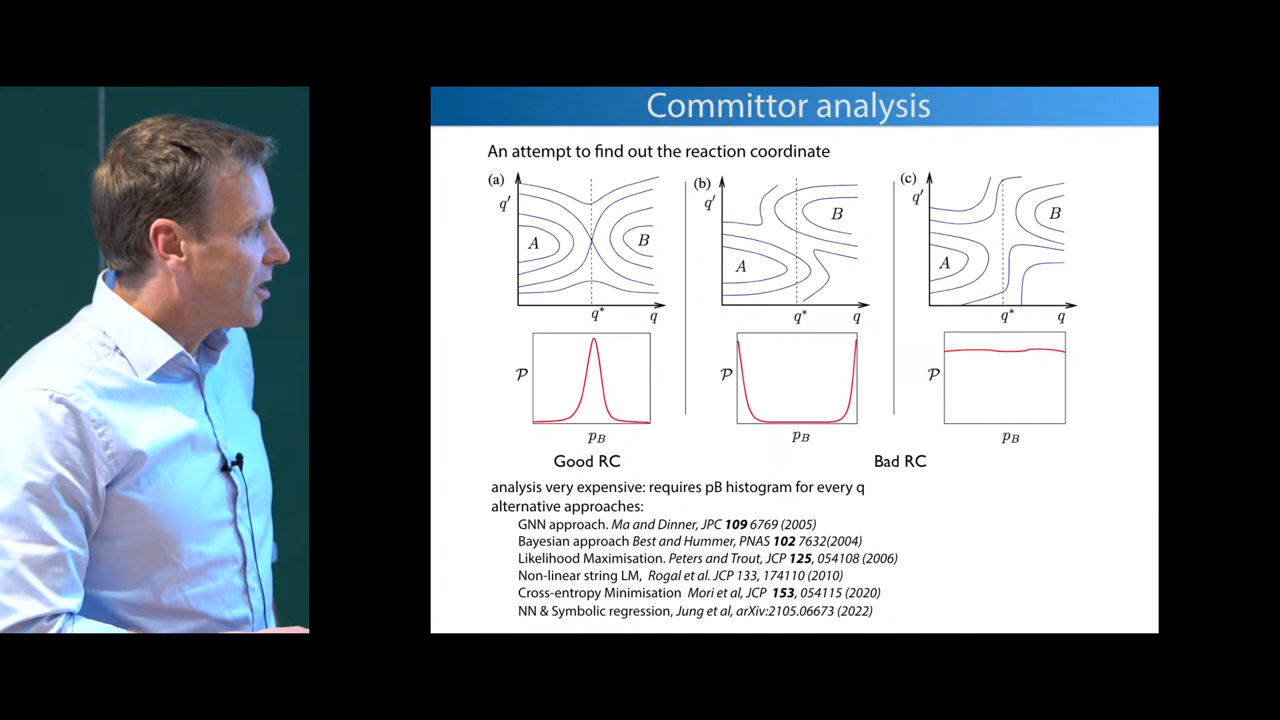 Committor analysis
An attempt to find out the reaction coordinate
(a)
q'
A
B
q*
q
(b)
q'
A
B
q*
q
(c)
q'
A
B
q*
q
P
pB
P
pB
P
pB
Good RC
Bad RC
analysis very expensive: requires pB histogram for every q
alternative approaches:
GNN approach. Ma and Dinner, JPC 109 6769 (2005)
Bayesian approach Best and Hummer, PNAS 102 7632(2004)
Likelihood Maximisation. Peters and Trout, JCP 125, 054108 (2006)
Non-linear string LM, Rogal et al. JCP 133, 174110 (2010)
Cross-entropy Minimisation Mori et al, JCP 153, 054115 (2020)
NN & Symbolic regression, Jung et al, arXiv:2105.06673 (2022)